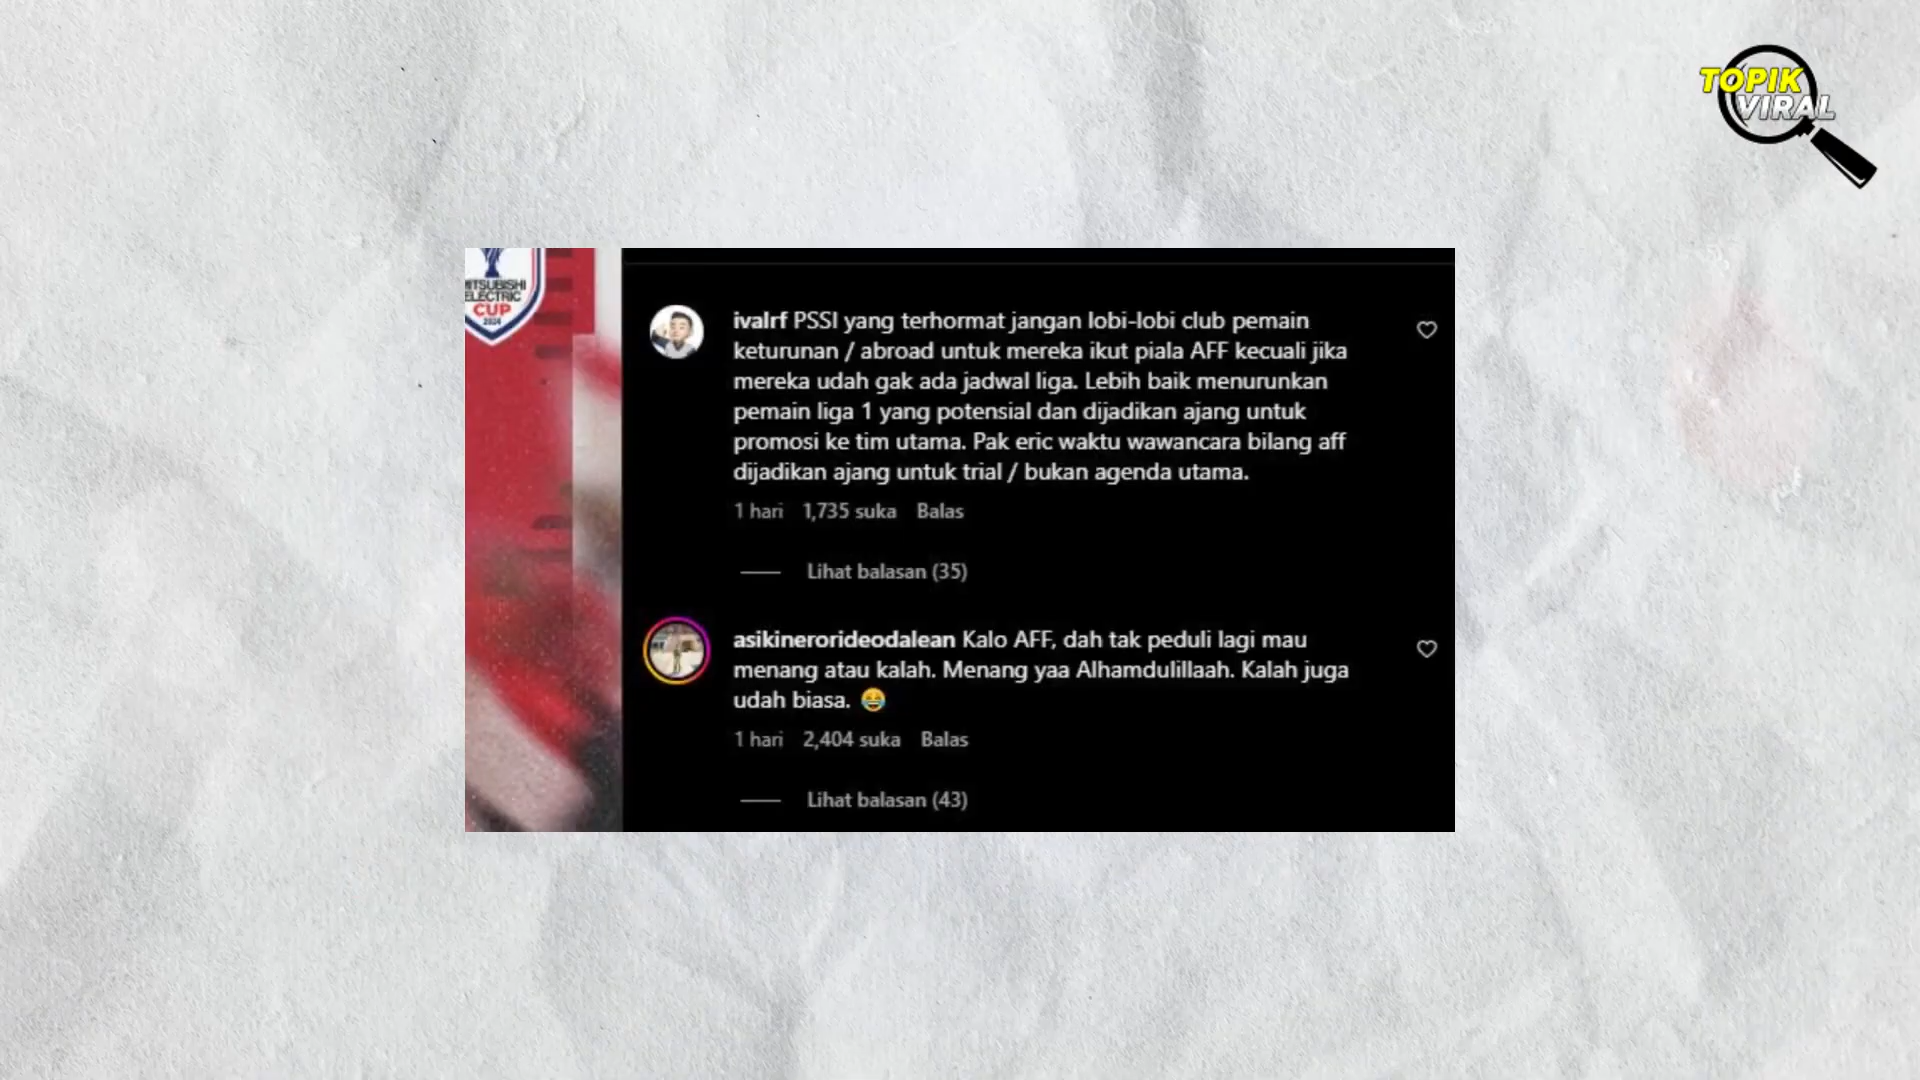 TOPIK
VIRAL
MITSUBISHI
ELECTRIC
CUP
2024
ivalrf PSSI yang terhormat jangan lobi-lobi club pemain
keturunan / abroad untuk mereka ikut piala AFF kecuali jika
mereka udah gak ada jadwal liga. Lebih baik menurunkan
pemain liga 1 yang potensial dan dijadikan ajang untuk
promosi ke tim utama. Pak eric waktu wawancara bilang aff
dijadikan ajang untuk trial / bukan agenda utama.
1 hari 1,735 suka Balas
Lihat balasan (35)
asikinerorideodalean Kalo AFF, dah tak peduli lagi mau
menang atau kalah. Menang yaa Alhamdulillaah. Kalah juga
udah biasa. 😂
1 hari 2,404 suka Balas
Lihat balasan (43)